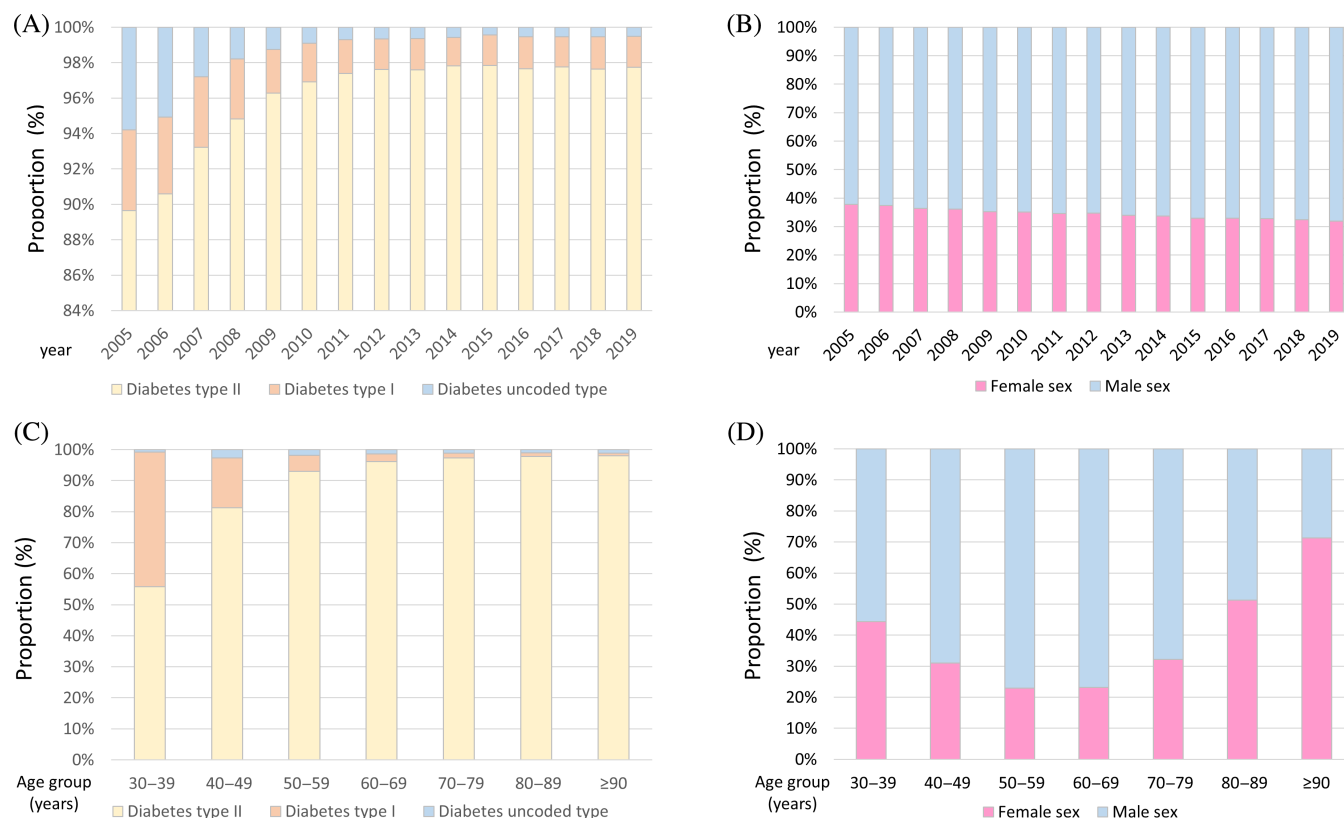 (A)
Proportion (%)
100%
98%
96%
94%
92%
90%
88%
86%
84%
year
2005 2006 2007 2008 2009 2010 2011 2012 2013 2014 2015 2016 2017 2018 2019
Diabetes type II Diabetes type I Diabetes uncoded type
(B)
Proportion (%)
100%
90%
80%
70%
60%
50%
40%
30%
20%
10%
0%
year
2005 2006 2007 2008 2009 2010 2011 2012 2013 2014 2015 2016 2017 2018 2019
Female sex Male sex
(C)
Proportion (%)
100%
90%
80%
70%
60%
50%
40%
30%
20%
10%
0%
Age group
(years)
30–39 40–49 50–59 60–69 70–79 80–89 ≥90
Diabetes type II Diabetes type I Diabetes uncoded type
(D)
Proportion (%)
100%
90%
80%
70%
60%
50%
40%
30%
20%
10%
0%
Age group
(years)
30–39 40–49 50–59 60–69 70–79 80–89 ≥90
Female sex Male sex